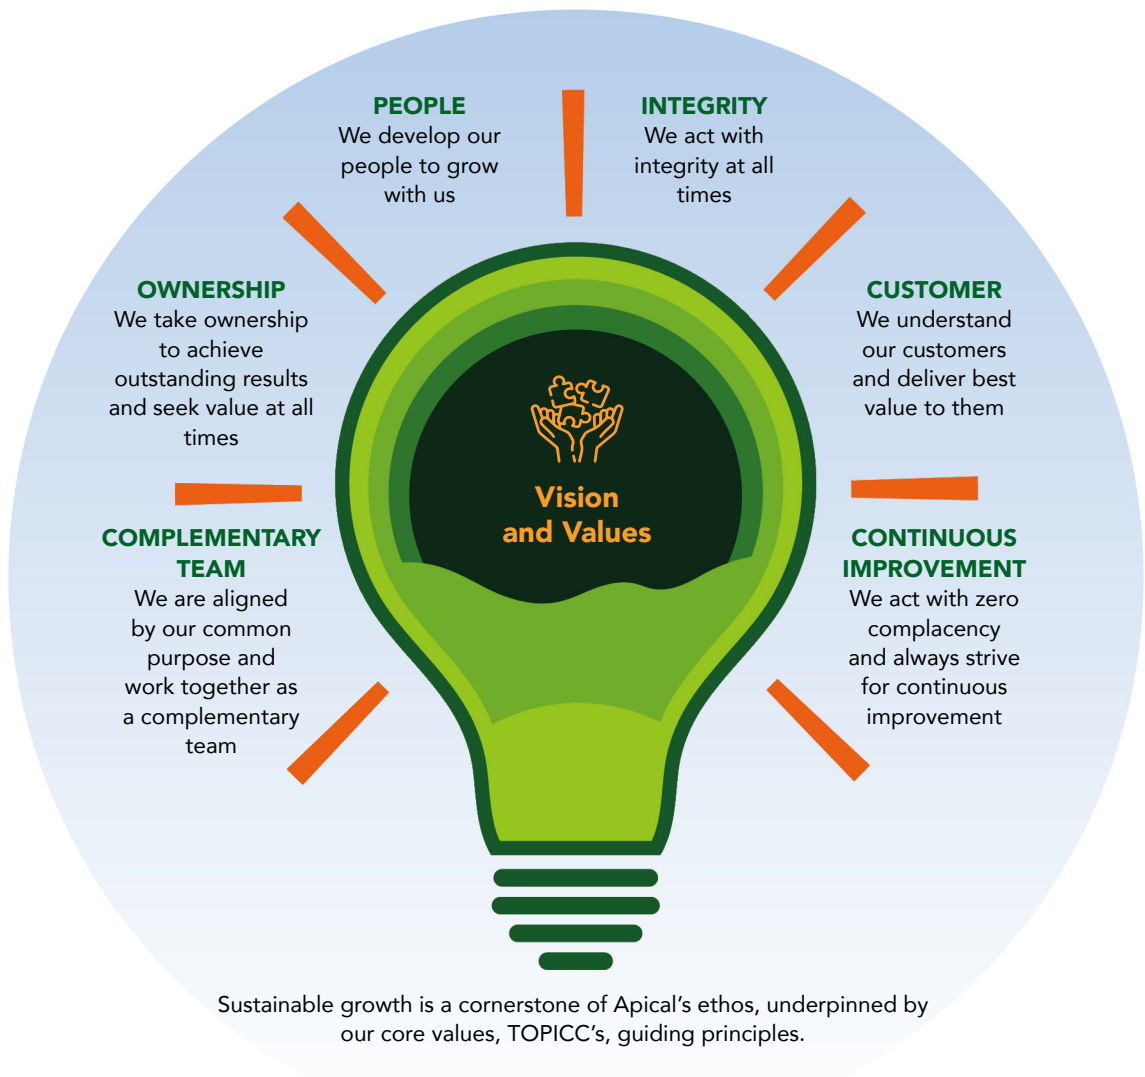 PEOPLE
We develop our
people to grow
with us
INTEGRITY
We act with
integrity at all
times
OWNERSHIP
We take ownership
to achieve
outstanding results
and seek value at all
times
CUSTOMER
We understand
our customers
and deliver best
value to them
Vision
and Values
COMPLEMENTARY
TEAM
We are aligned
by our common
purpose and
work together as
a complementary
team
CONTINUOUS
IMPROVEMENT
We act with zero
complacency
and always strive
for continuous
improvement
Sustainable growth is a cornerstone of Apical’s ethos, underpinned by
our core values, TOPICC’s, guiding principles.